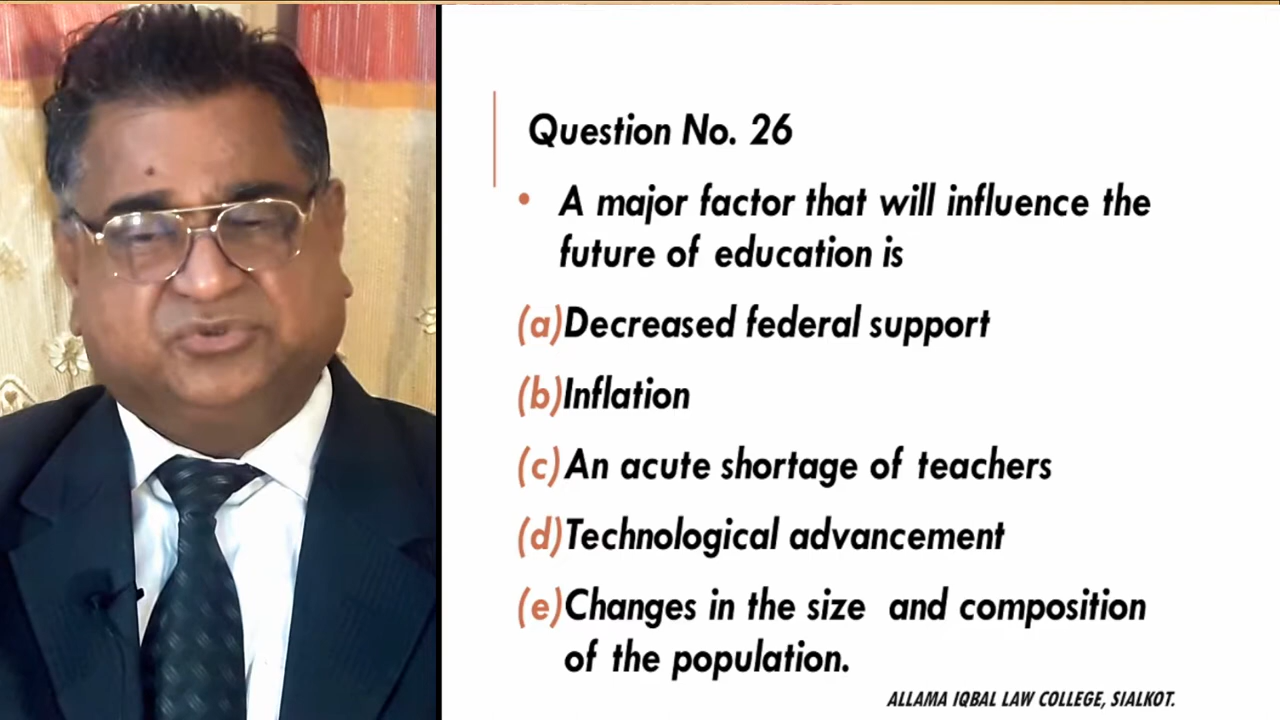 Question No. 26
• A major factor that will influence the
future of education is
(a)Decreased federal support
(b)Inflation
(c)An acute shortage of teachers
(d)Technological advancement
(e)Changes in the size and composition
of the population.
ALLAMA IQBAL LAW COLLEGE, SIALKOT.